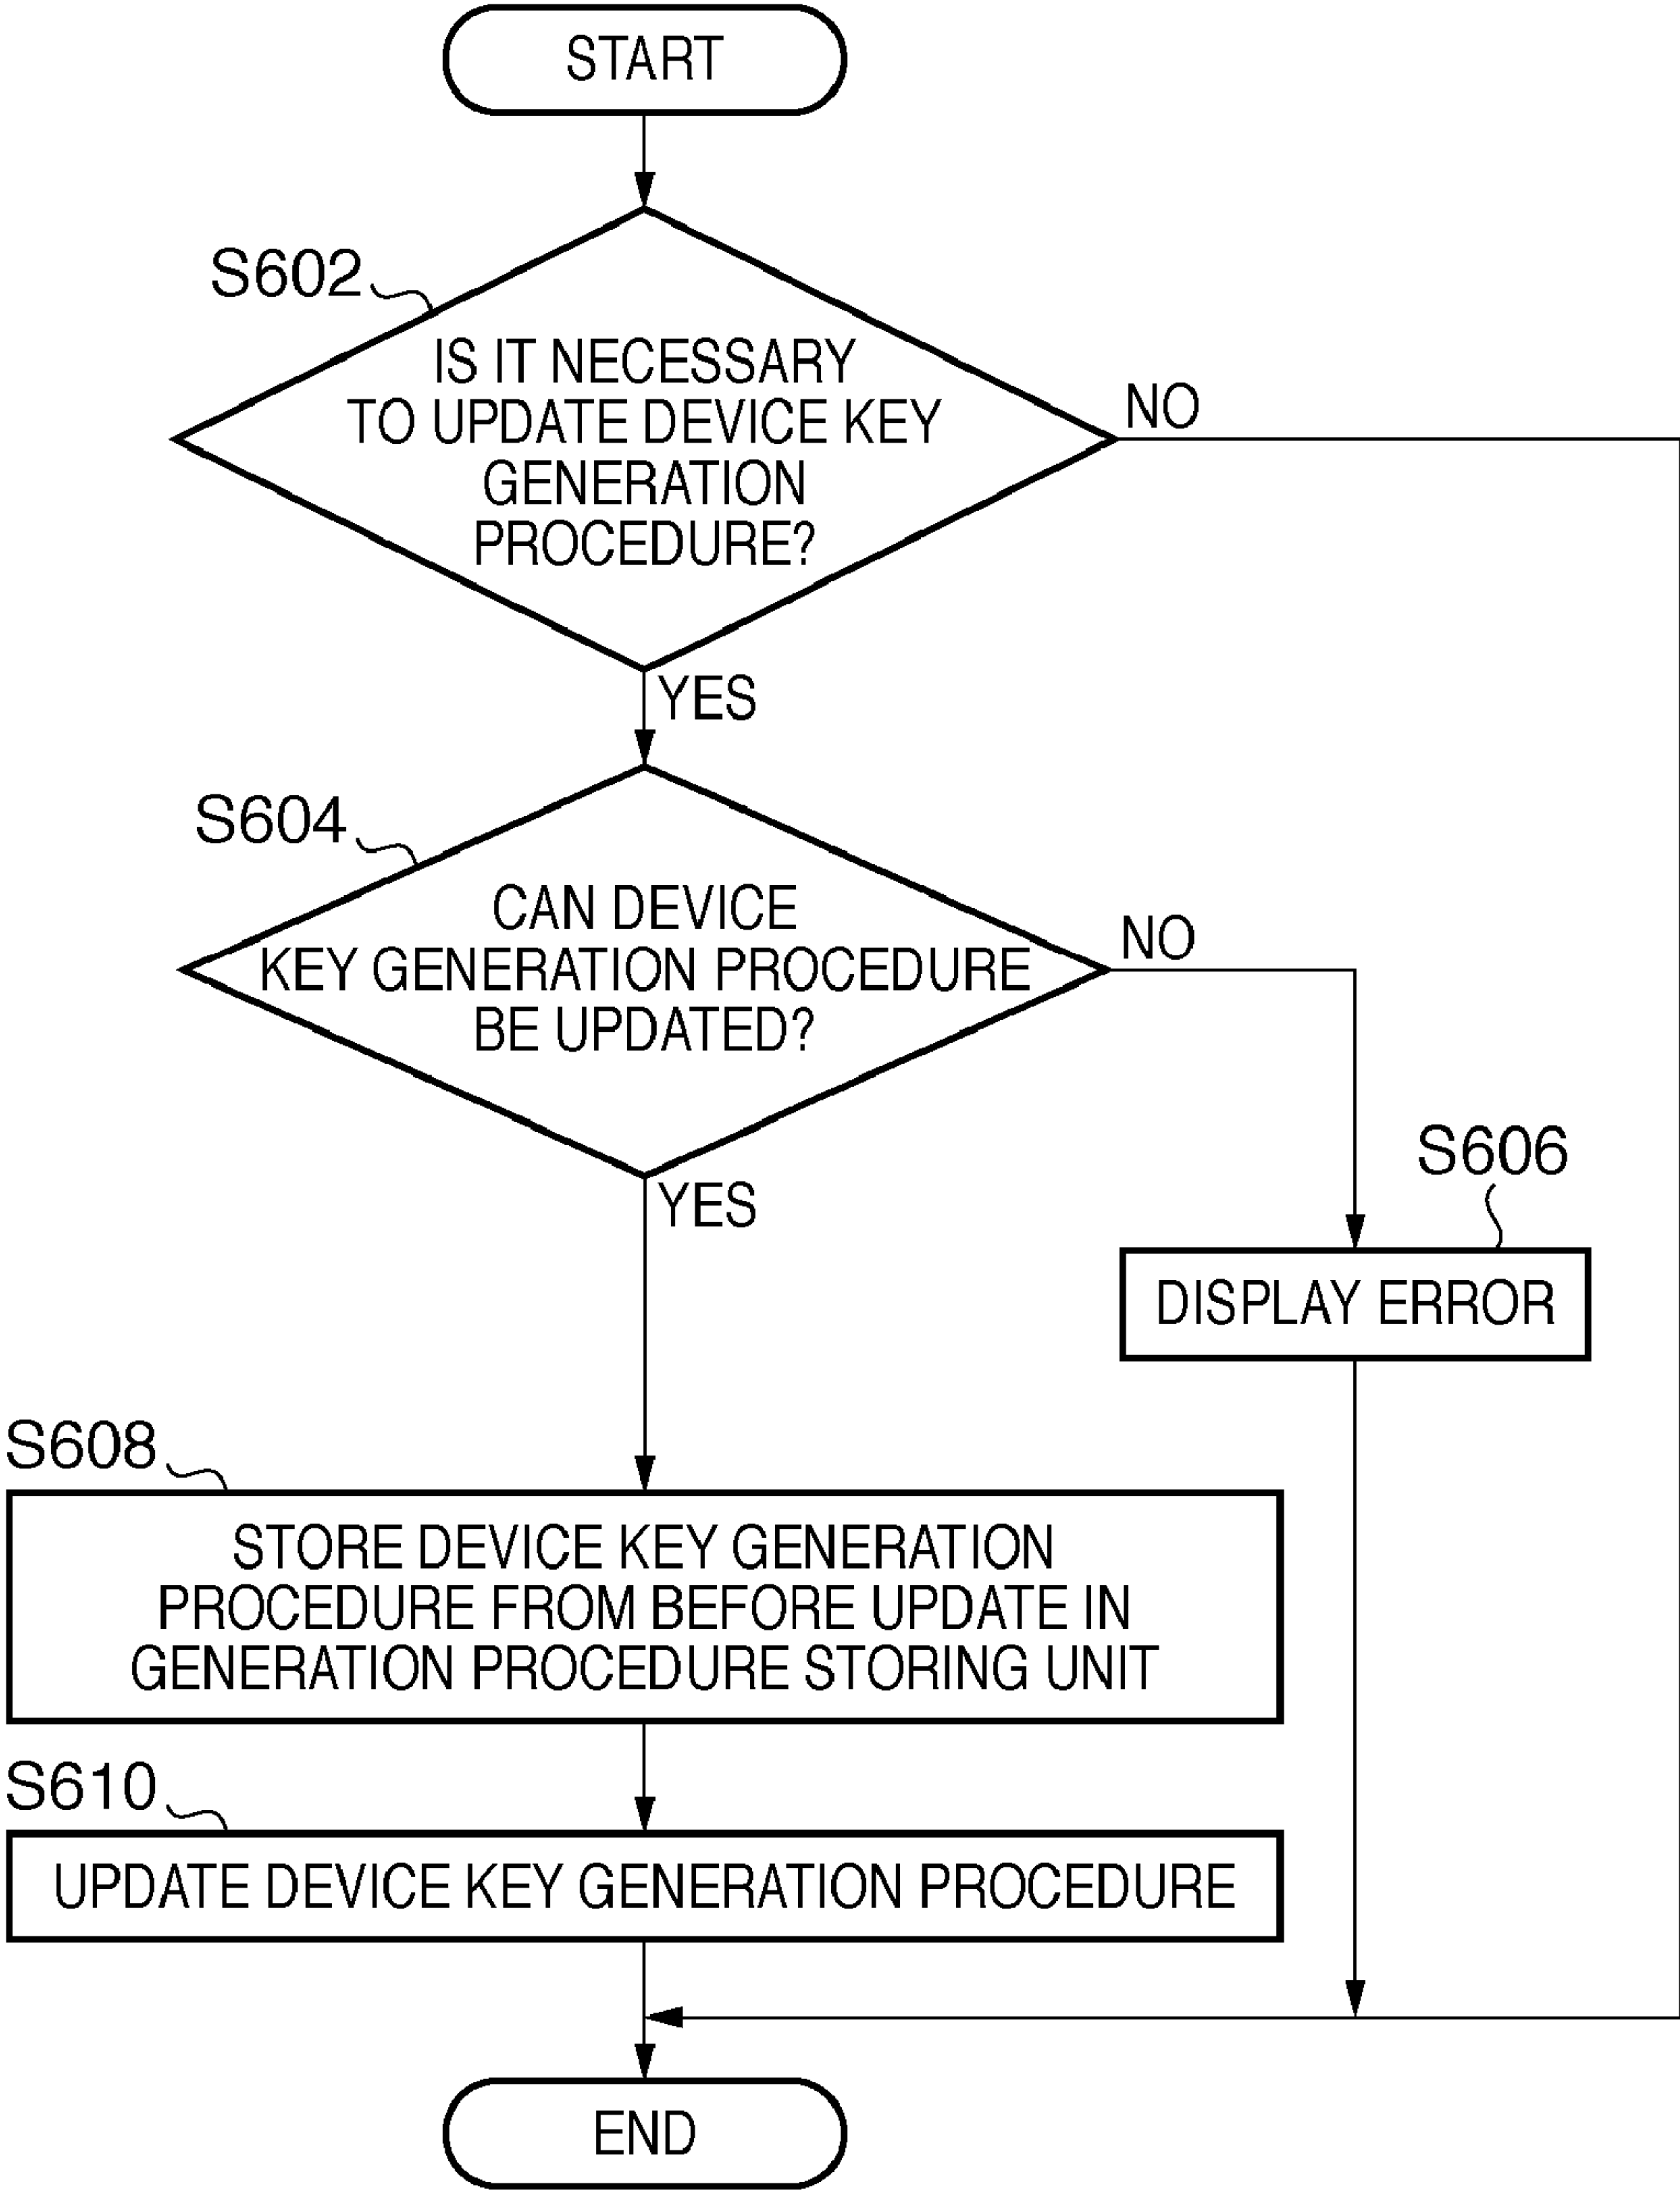 START
S602
IS IT NECESSARY
TO UPDATE DEVICE KEY
GENERATION
PROCEDURE?
NO
YES
S604
CAN DEVICE
KEY GENERATION PROCEDURE
BE UPDATED?
NO
YES
S606
DISPLAY ERROR
S608
STORE DEVICE KEY GENERATION
PROCEDURE FROM BEFORE UPDATE IN
GENERATION PROCEDURE STORING UNIT
S610
UPDATE DEVICE KEY GENERATION PROCEDURE
END